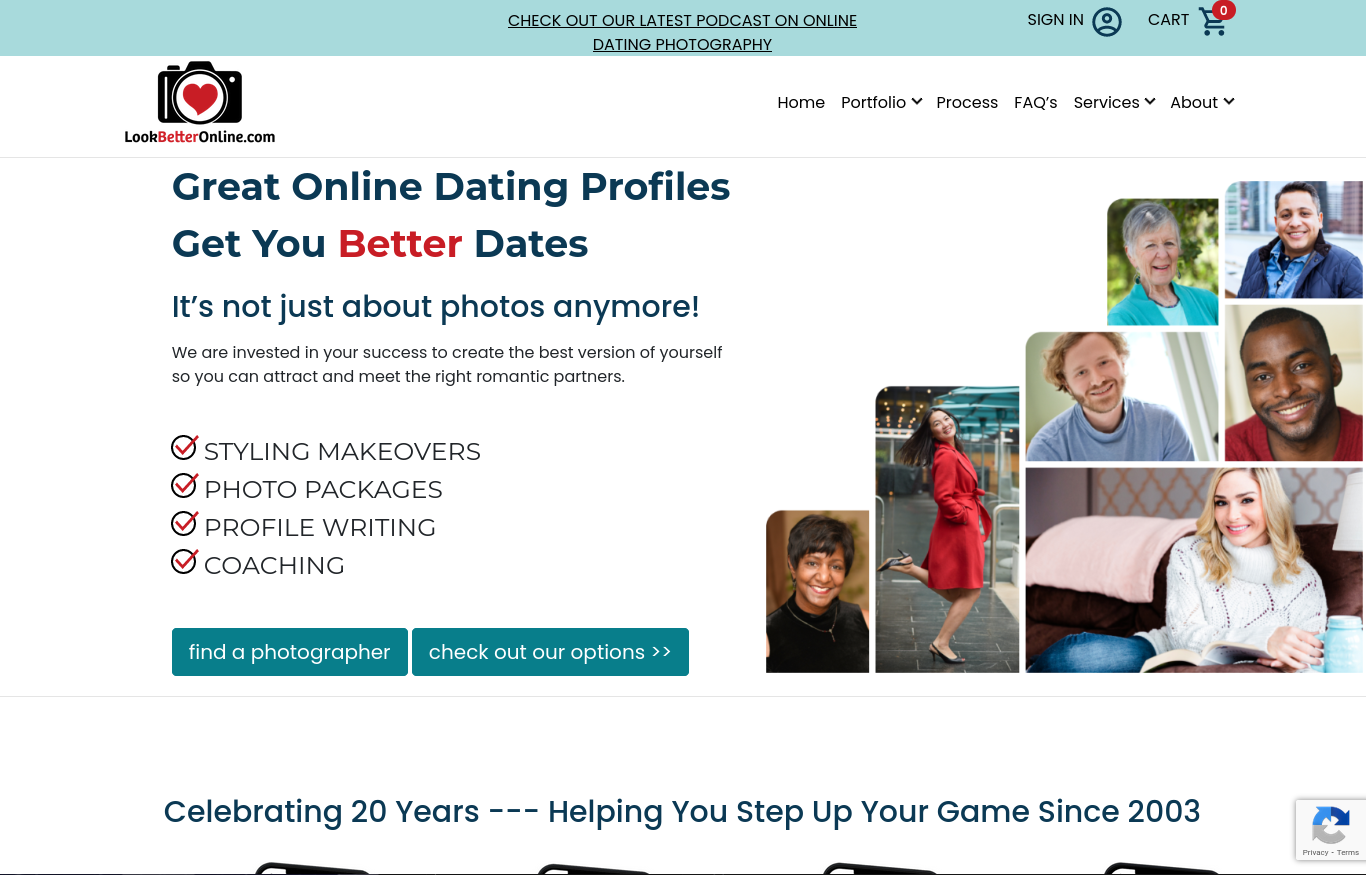 CHECK OUT OUR LATEST PODCAST ON ONLINE
DATING PHOTOGRAPHY
SIGN IN
CART
0
LookBetterOnline.com
Home
Portfolio
Process
FAQ’s
Services
About
Great Online Dating Profiles
Get You Better Dates
It’s not just about photos anymore!
We are invested in your success to create the best version of yourself
so you can attract and meet the right romantic partners.
STYLING MAKEOVERS
PHOTO PACKAGES
PROFILE WRITING
COACHING
find a photographer
check out our options >>
Celebrating 20 Years --- Helping You Step Up Your Game Since 2003
Privacy - Terms